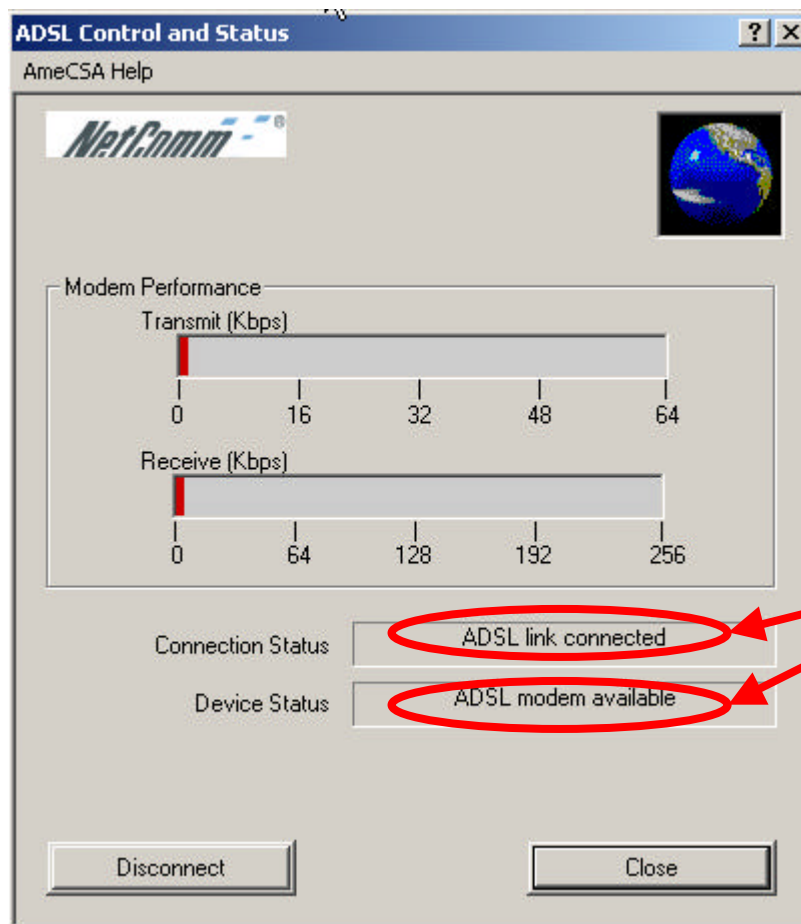 ADSL Control and Status
AmeCSA Help
NetComm®
Modem Performance
Transmit (Kbps)
0 16 32 48 64
Receive (Kbps)
0 64 128 192 256
Connection Status ADSL link connected
Device Status ADSL modem available
Disconnect Close